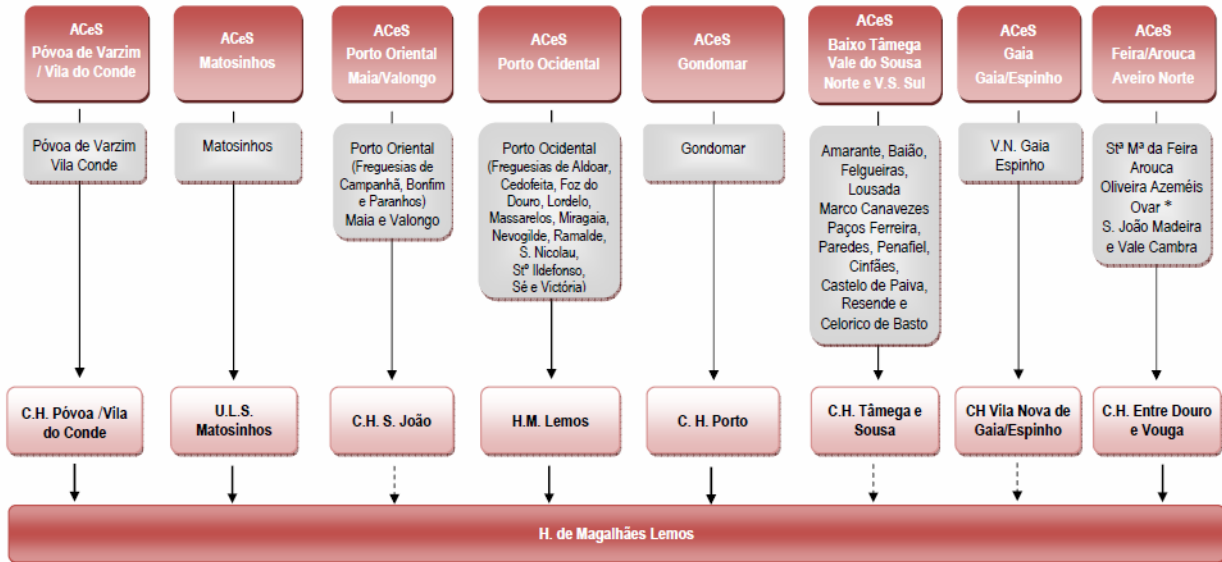 ACeS
Póvoa de Varzim
/ Vila do Conde
ACeS
Matosinhos
ACeS
Porto Oriental
Maia/Valongo
ACeS
Porto Ocidental
ACeS
Gondomar
ACeS
Baixo Tâmega
Vale do Sousa
Norte e V.S. Sul
ACeS
Gaia
Gaia/Espinho
ACeS
Feira/Arouca
Aveiro Norte
Póvoa de Varzim
Vila Conde
Matosinhos
Porto Oriental
(Freguesias de
Campanhã, Bonfim
e Paranhos)
Maia e Valongo
Porto Ocidental
(Freguesias de Aldoar,
Cedofeita, Foz do
Douro, Lordelo,
Massarelos, Miragaia,
Nevogilde, Ramalde,
S. Nicolau,
Stº Ildefonso,
Sé e Victória)
Gondomar
Amarante, Baião,
Felgueiras,
Lousada
Marco Canavezes
Paços Ferreira,
Paredes, Penafiel,
Cinfães,
Castelo de Paiva,
Resende e
Celorico de Basto
V.N. Gaia
Espinho
Stª Mª da Feira
Arouca
Oliveira Azeméis
Ovar *
S. João Madeira
e Vale Cambra
C.H. Póvoa /Vila
do Conde
U.L.S.
Matosinhos
C.H. S. João
H.M. Lemos
C. H. Porto
C.H. Tâmega e
Sousa
CH Vila Nova de
Gaia/Espinho
C.H. Entre Douro
e Vouga
H. de Magalhães Lemos